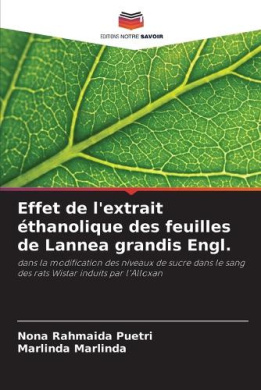 EDITIONS NOTRE SAVOIR
Effet de l'extrait
éthanolique des feuilles
de Lannea grandis Engl.
dans la modification des niveaux de sucre dans le sang
des rats Wistar induits par l'Alloxan
Nona Rahmaida Puetri
Marlinda Marlinda